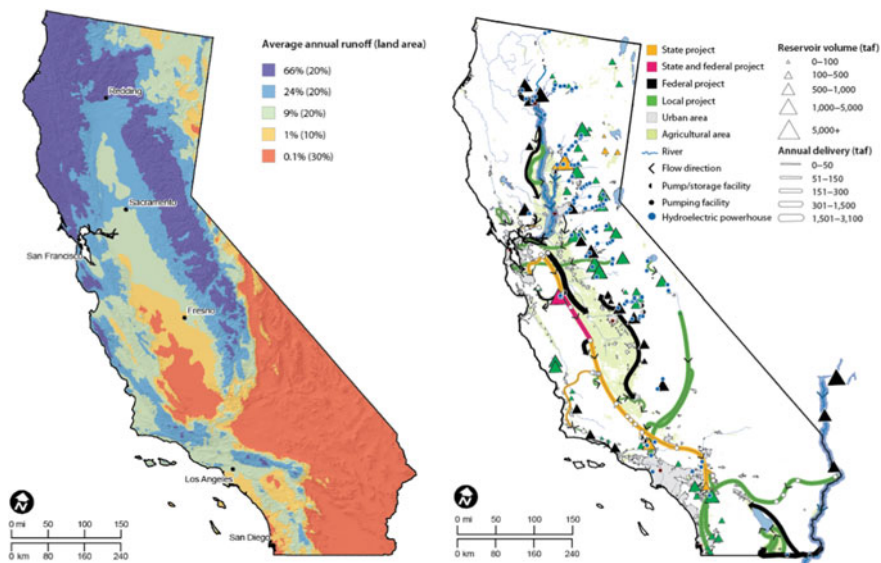 Average annual runoff (land area)
66% (20%)
24% (20%)
9% (20%)
1% (10%)
0.1% (30%)
Redding
Sacramento
San Francisco
Fresno
Los Angeles
San Diego
N
0 mi 50 100 150
0 km 80 160 240
State project
State and federal project
Federal project
Local project
Urban area
Agricultural area
River
Flow direction
Pump/storage facility
Pumping facility
Hydroelectric powerhouse
Reservoir volume (taf)
0–100
100–500
500–1,000
1,000–5,000
5,000+
Annual delivery (taf)
0–50
51–150
151–300
301–1,500
1,501–3,100
N
0 mi 50 100 150
0 km 80 160 240